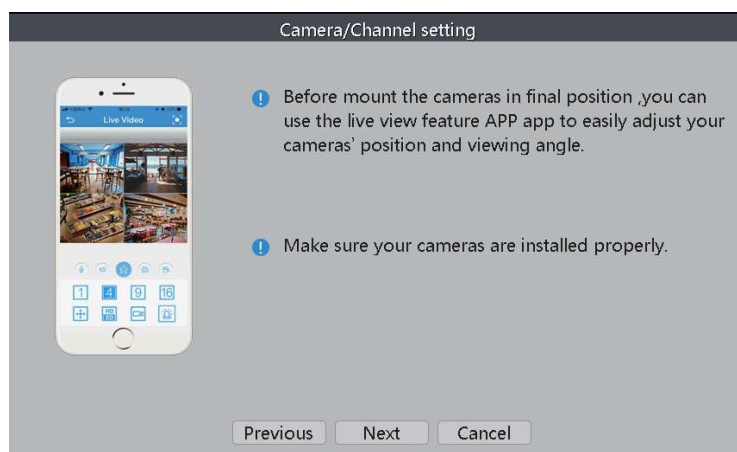 Camera/Channel setting
Live Video
Before mount the cameras in final position ,you can
use the live view feature APP app to easily adjust your
cameras' position and viewing angle.
Make sure your cameras are installed properly.
1 4 9 16
HD
SD
Previous Next Cancel